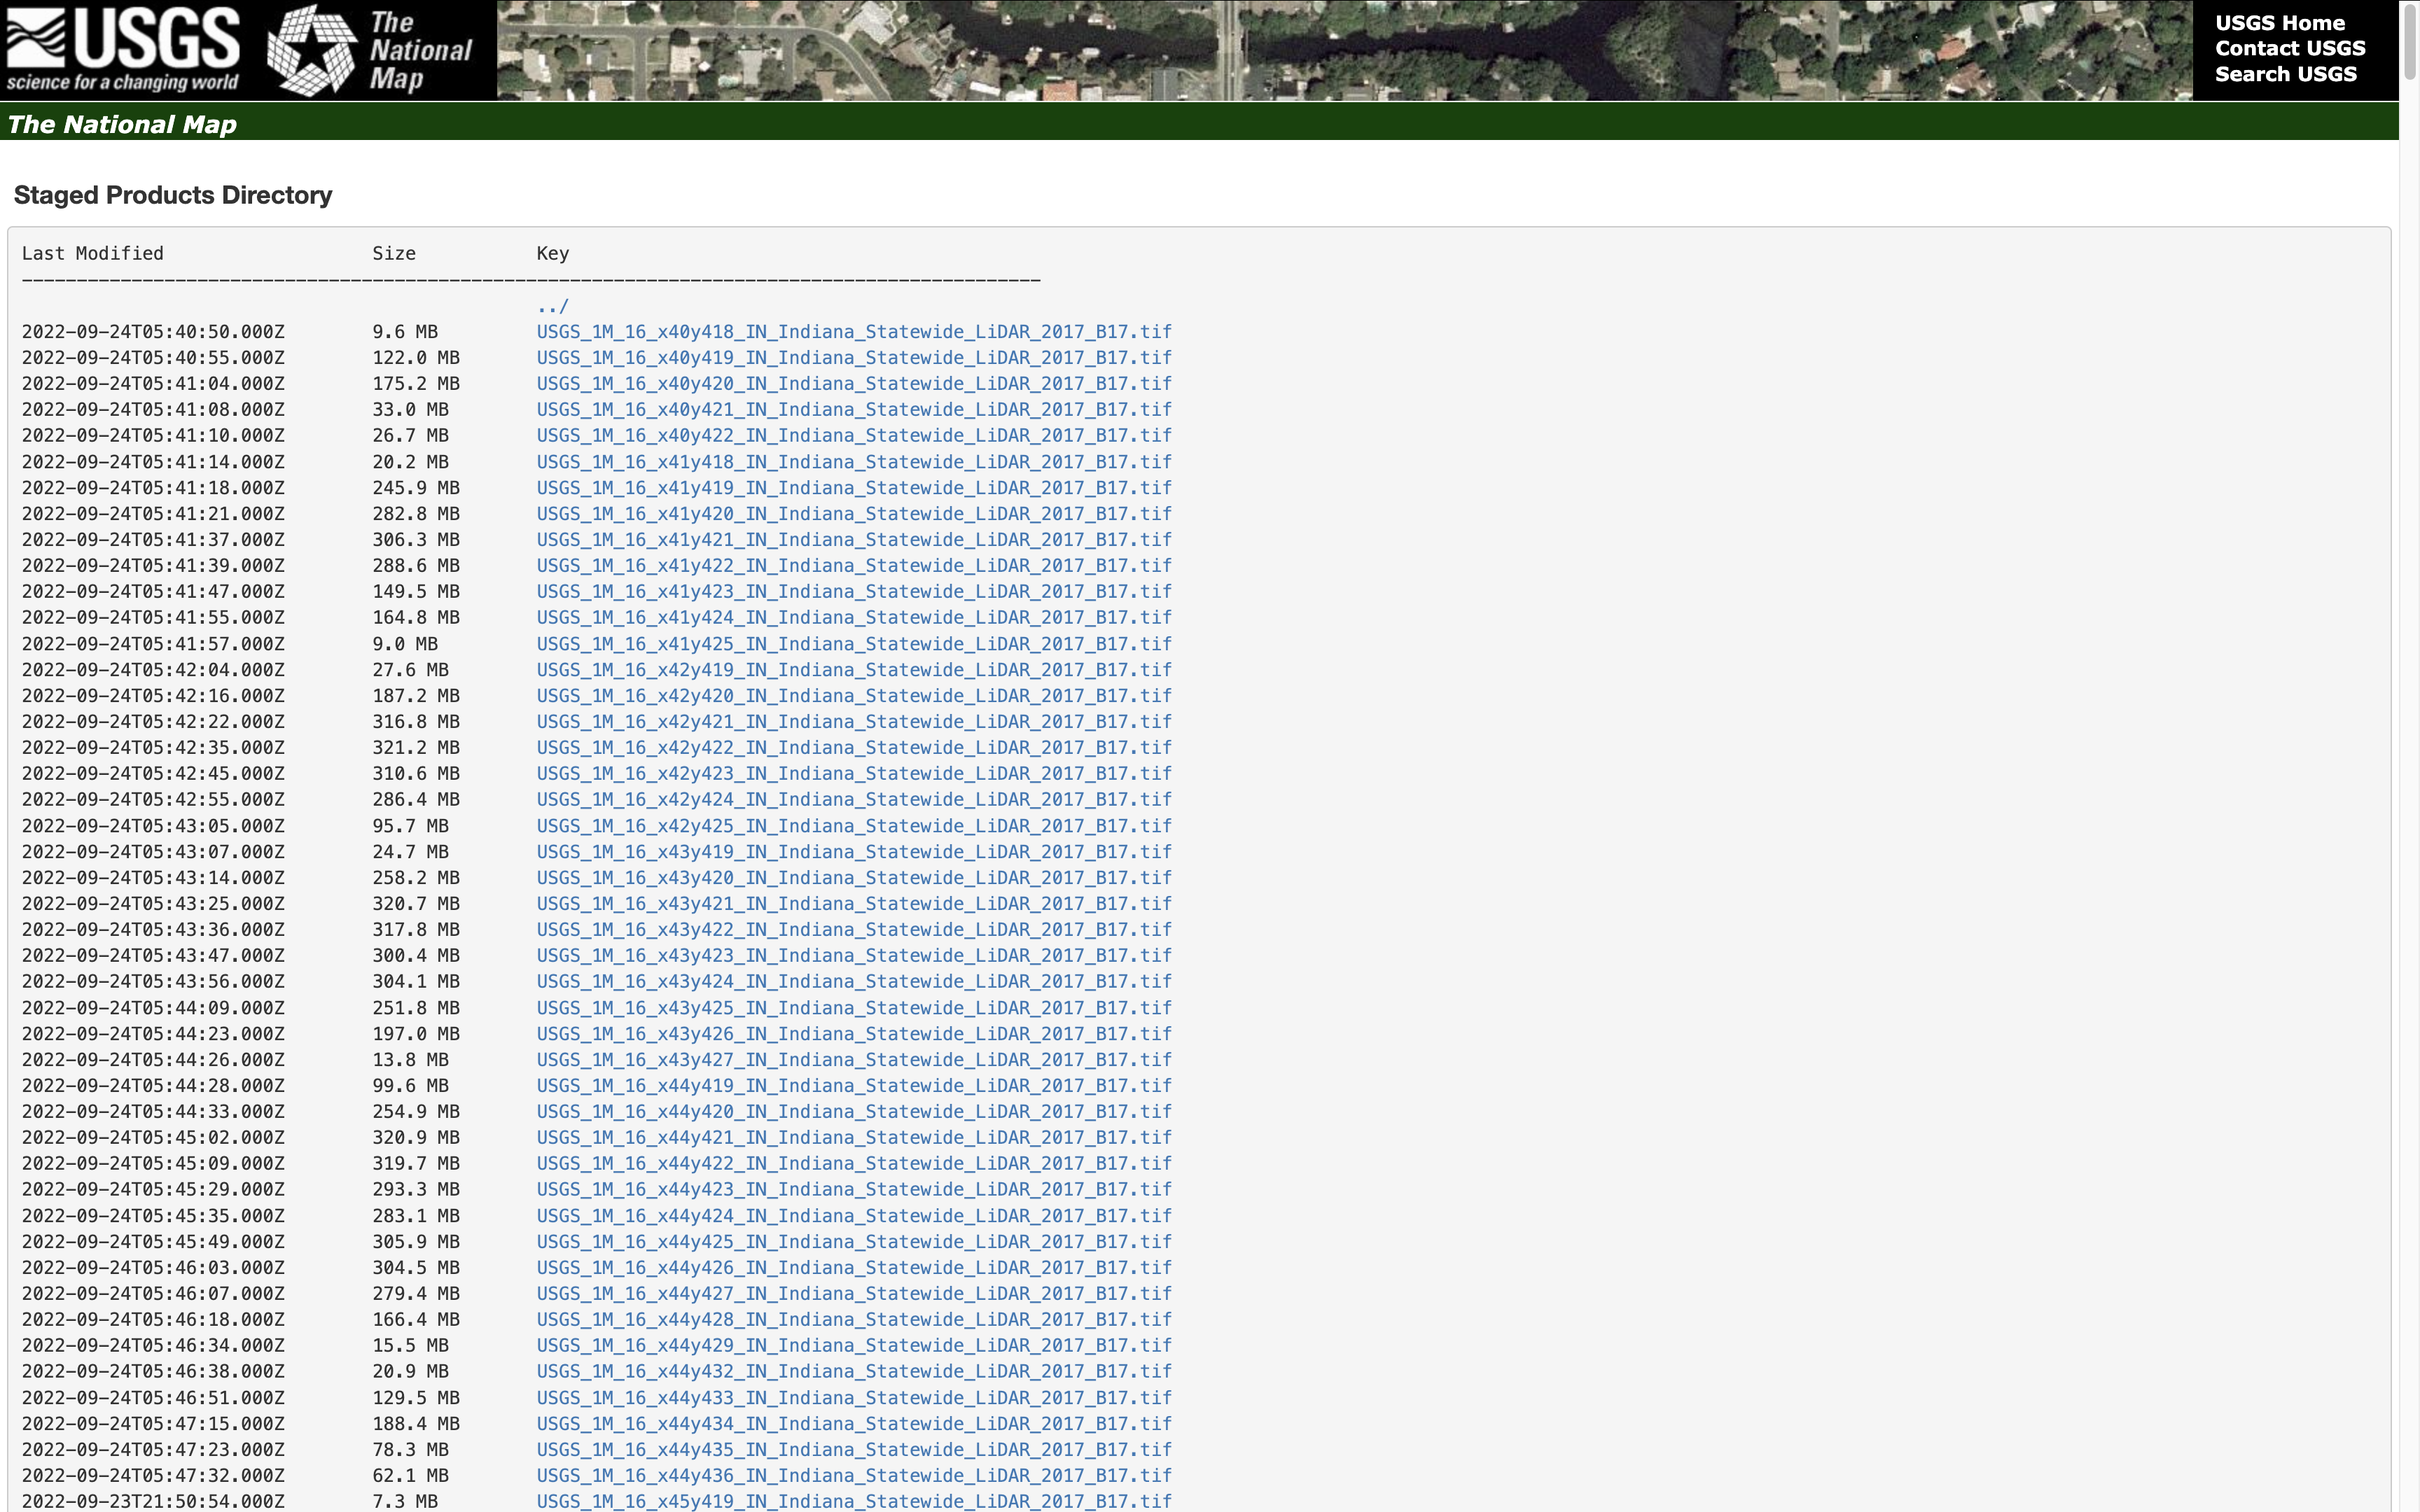 USGS
science for a changing world
The
National
Map
USGS Home
Contact USGS
Search USGS
The National Map
Staged Products Directory
Last Modified Size Key
---------------------------------------------------------------------------------------------
../
2022-09-24T05:40:50.000Z 9.6 MB USGS_1M_16_x40y418_IN_Indiana_Statewide_LiDAR_2017_B17.tif
2022-09-24T05:40:55.000Z 122.0 MB USGS_1M_16_x40y419_IN_Indiana_Statewide_LiDAR_2017_B17.tif
2022-09-24T05:41:04.000Z 175.2 MB USGS_1M_16_x40y420_IN_Indiana_Statewide_LiDAR_2017_B17.tif
2022-09-24T05:41:08.000Z 33.0 MB USGS_1M_16_x40y421_IN_Indiana_Statewide_LiDAR_2017_B17.tif
2022-09-24T05:41:10.000Z 26.7 MB USGS_1M_16_x40y422_IN_Indiana_Statewide_LiDAR_2017_B17.tif
2022-09-24T05:41:14.000Z 20.2 MB USGS_1M_16_x41y418_IN_Indiana_Statewide_LiDAR_2017_B17.tif
2022-09-24T05:41:18.000Z 245.9 MB USGS_1M_16_x41y419_IN_Indiana_Statewide_LiDAR_2017_B17.tif
2022-09-24T05:41:21.000Z 282.8 MB USGS_1M_16_x41y420_IN_Indiana_Statewide_LiDAR_2017_B17.tif
2022-09-24T05:41:37.000Z 306.3 MB USGS_1M_16_x41y421_IN_Indiana_Statewide_LiDAR_2017_B17.tif
2022-09-24T05:41:39.000Z 288.6 MB USGS_1M_16_x41y422_IN_Indiana_Statewide_LiDAR_2017_B17.tif
2022-09-24T05:41:47.000Z 149.5 MB USGS_1M_16_x41y423_IN_Indiana_Statewide_LiDAR_2017_B17.tif
2022-09-24T05:41:55.000Z 164.8 MB USGS_1M_16_x41y424_IN_Indiana_Statewide_LiDAR_2017_B17.tif
2022-09-24T05:41:57.000Z 9.0 MB USGS_1M_16_x41y425_IN_Indiana_Statewide_LiDAR_2017_B17.tif
2022-09-24T05:42:04.000Z 27.6 MB USGS_1M_16_x42y419_IN_Indiana_Statewide_LiDAR_2017_B17.tif
2022-09-24T05:42:16.000Z 187.2 MB USGS_1M_16_x42y420_IN_Indiana_Statewide_LiDAR_2017_B17.tif
2022-09-24T05:42:22.000Z 316.8 MB USGS_1M_16_x42y421_IN_Indiana_Statewide_LiDAR_2017_B17.tif
2022-09-24T05:42:35.000Z 321.2 MB USGS_1M_16_x42y422_IN_Indiana_Statewide_LiDAR_2017_B17.tif
2022-09-24T05:42:45.000Z 310.6 MB USGS_1M_16_x42y423_IN_Indiana_Statewide_LiDAR_2017_B17.tif
2022-09-24T05:42:55.000Z 286.4 MB USGS_1M_16_x42y424_IN_Indiana_Statewide_LiDAR_2017_B17.tif
2022-09-24T05:43:05.000Z 95.7 MB USGS_1M_16_x42y425_IN_Indiana_Statewide_LiDAR_2017_B17.tif
2022-09-24T05:43:07.000Z 24.7 MB USGS_1M_16_x43y419_IN_Indiana_Statewide_LiDAR_2017_B17.tif
2022-09-24T05:43:14.000Z 258.2 MB USGS_1M_16_x43y420_IN_Indiana_Statewide_LiDAR_2017_B17.tif
2022-09-24T05:43:25.000Z 320.7 MB USGS_1M_16_x43y421_IN_Indiana_Statewide_LiDAR_2017_B17.tif
2022-09-24T05:43:36.000Z 317.8 MB USGS_1M_16_x43y422_IN_Indiana_Statewide_LiDAR_2017_B17.tif
2022-09-24T05:43:47.000Z 300.4 MB USGS_1M_16_x43y423_IN_Indiana_Statewide_LiDAR_2017_B17.tif
2022-09-24T05:43:56.000Z 304.1 MB USGS_1M_16_x43y424_IN_Indiana_Statewide_LiDAR_2017_B17.tif
2022-09-24T05:44:09.000Z 251.8 MB USGS_1M_16_x43y425_IN_Indiana_Statewide_LiDAR_2017_B17.tif
2022-09-24T05:44:23.000Z 197.0 MB USGS_1M_16_x43y426_IN_Indiana_Statewide_LiDAR_2017_B17.tif
2022-09-24T05:44:26.000Z 13.8 MB USGS_1M_16_x43y427_IN_Indiana_Statewide_LiDAR_2017_B17.tif
2022-09-24T05:44:28.000Z 99.6 MB USGS_1M_16_x44y419_IN_Indiana_Statewide_LiDAR_2017_B17.tif
2022-09-24T05:44:33.000Z 254.9 MB USGS_1M_16_x44y420_IN_Indiana_Statewide_LiDAR_2017_B17.tif
2022-09-24T05:45:02.000Z 320.9 MB USGS_1M_16_x44y421_IN_Indiana_Statewide_LiDAR_2017_B17.tif
2022-09-24T05:45:09.000Z 319.7 MB USGS_1M_16_x44y422_IN_Indiana_Statewide_LiDAR_2017_B17.tif
2022-09-24T05:45:29.000Z 293.3 MB USGS_1M_16_x44y423_IN_Indiana_Statewide_LiDAR_2017_B17.tif
2022-09-24T05:45:35.000Z 283.1 MB USGS_1M_16_x44y424_IN_Indiana_Statewide_LiDAR_2017_B17.tif
2022-09-24T05:45:49.000Z 305.9 MB USGS_1M_16_x44y425_IN_Indiana_Statewide_LiDAR_2017_B17.tif
2022-09-24T05:46:03.000Z 304.5 MB USGS_1M_16_x44y426_IN_Indiana_Statewide_LiDAR_2017_B17.tif
2022-09-24T05:46:07.000Z 279.4 MB USGS_1M_16_x44y427_IN_Indiana_Statewide_LiDAR_2017_B17.tif
2022-09-24T05:46:18.000Z 166.4 MB USGS_1M_16_x44y428_IN_Indiana_Statewide_LiDAR_2017_B17.tif
2022-09-24T05:46:34.000Z 15.5 MB USGS_1M_16_x44y429_IN_Indiana_Statewide_LiDAR_2017_B17.tif
2022-09-24T05:46:38.000Z 20.9 MB USGS_1M_16_x44y432_IN_Indiana_Statewide_LiDAR_2017_B17.tif
2022-09-24T05:46:51.000Z 129.5 MB USGS_1M_16_x44y433_IN_Indiana_Statewide_LiDAR_2017_B17.tif
2022-09-24T05:47:15.000Z 188.4 MB USGS_1M_16_x44y434_IN_Indiana_Statewide_LiDAR_2017_B17.tif
2022-09-24T05:47:23.000Z 78.3 MB USGS_1M_16_x44y435_IN_Indiana_Statewide_LiDAR_2017_B17.tif
2022-09-24T05:47:32.000Z 62.1 MB USGS_1M_16_x44y436_IN_Indiana_Statewide_LiDAR_2017_B17.tif
2022-09-23T21:50:54.000Z 7.3 MB USGS_1M_16_x45y419_IN_Indiana_Statewide_LiDAR_2017_B17.tif